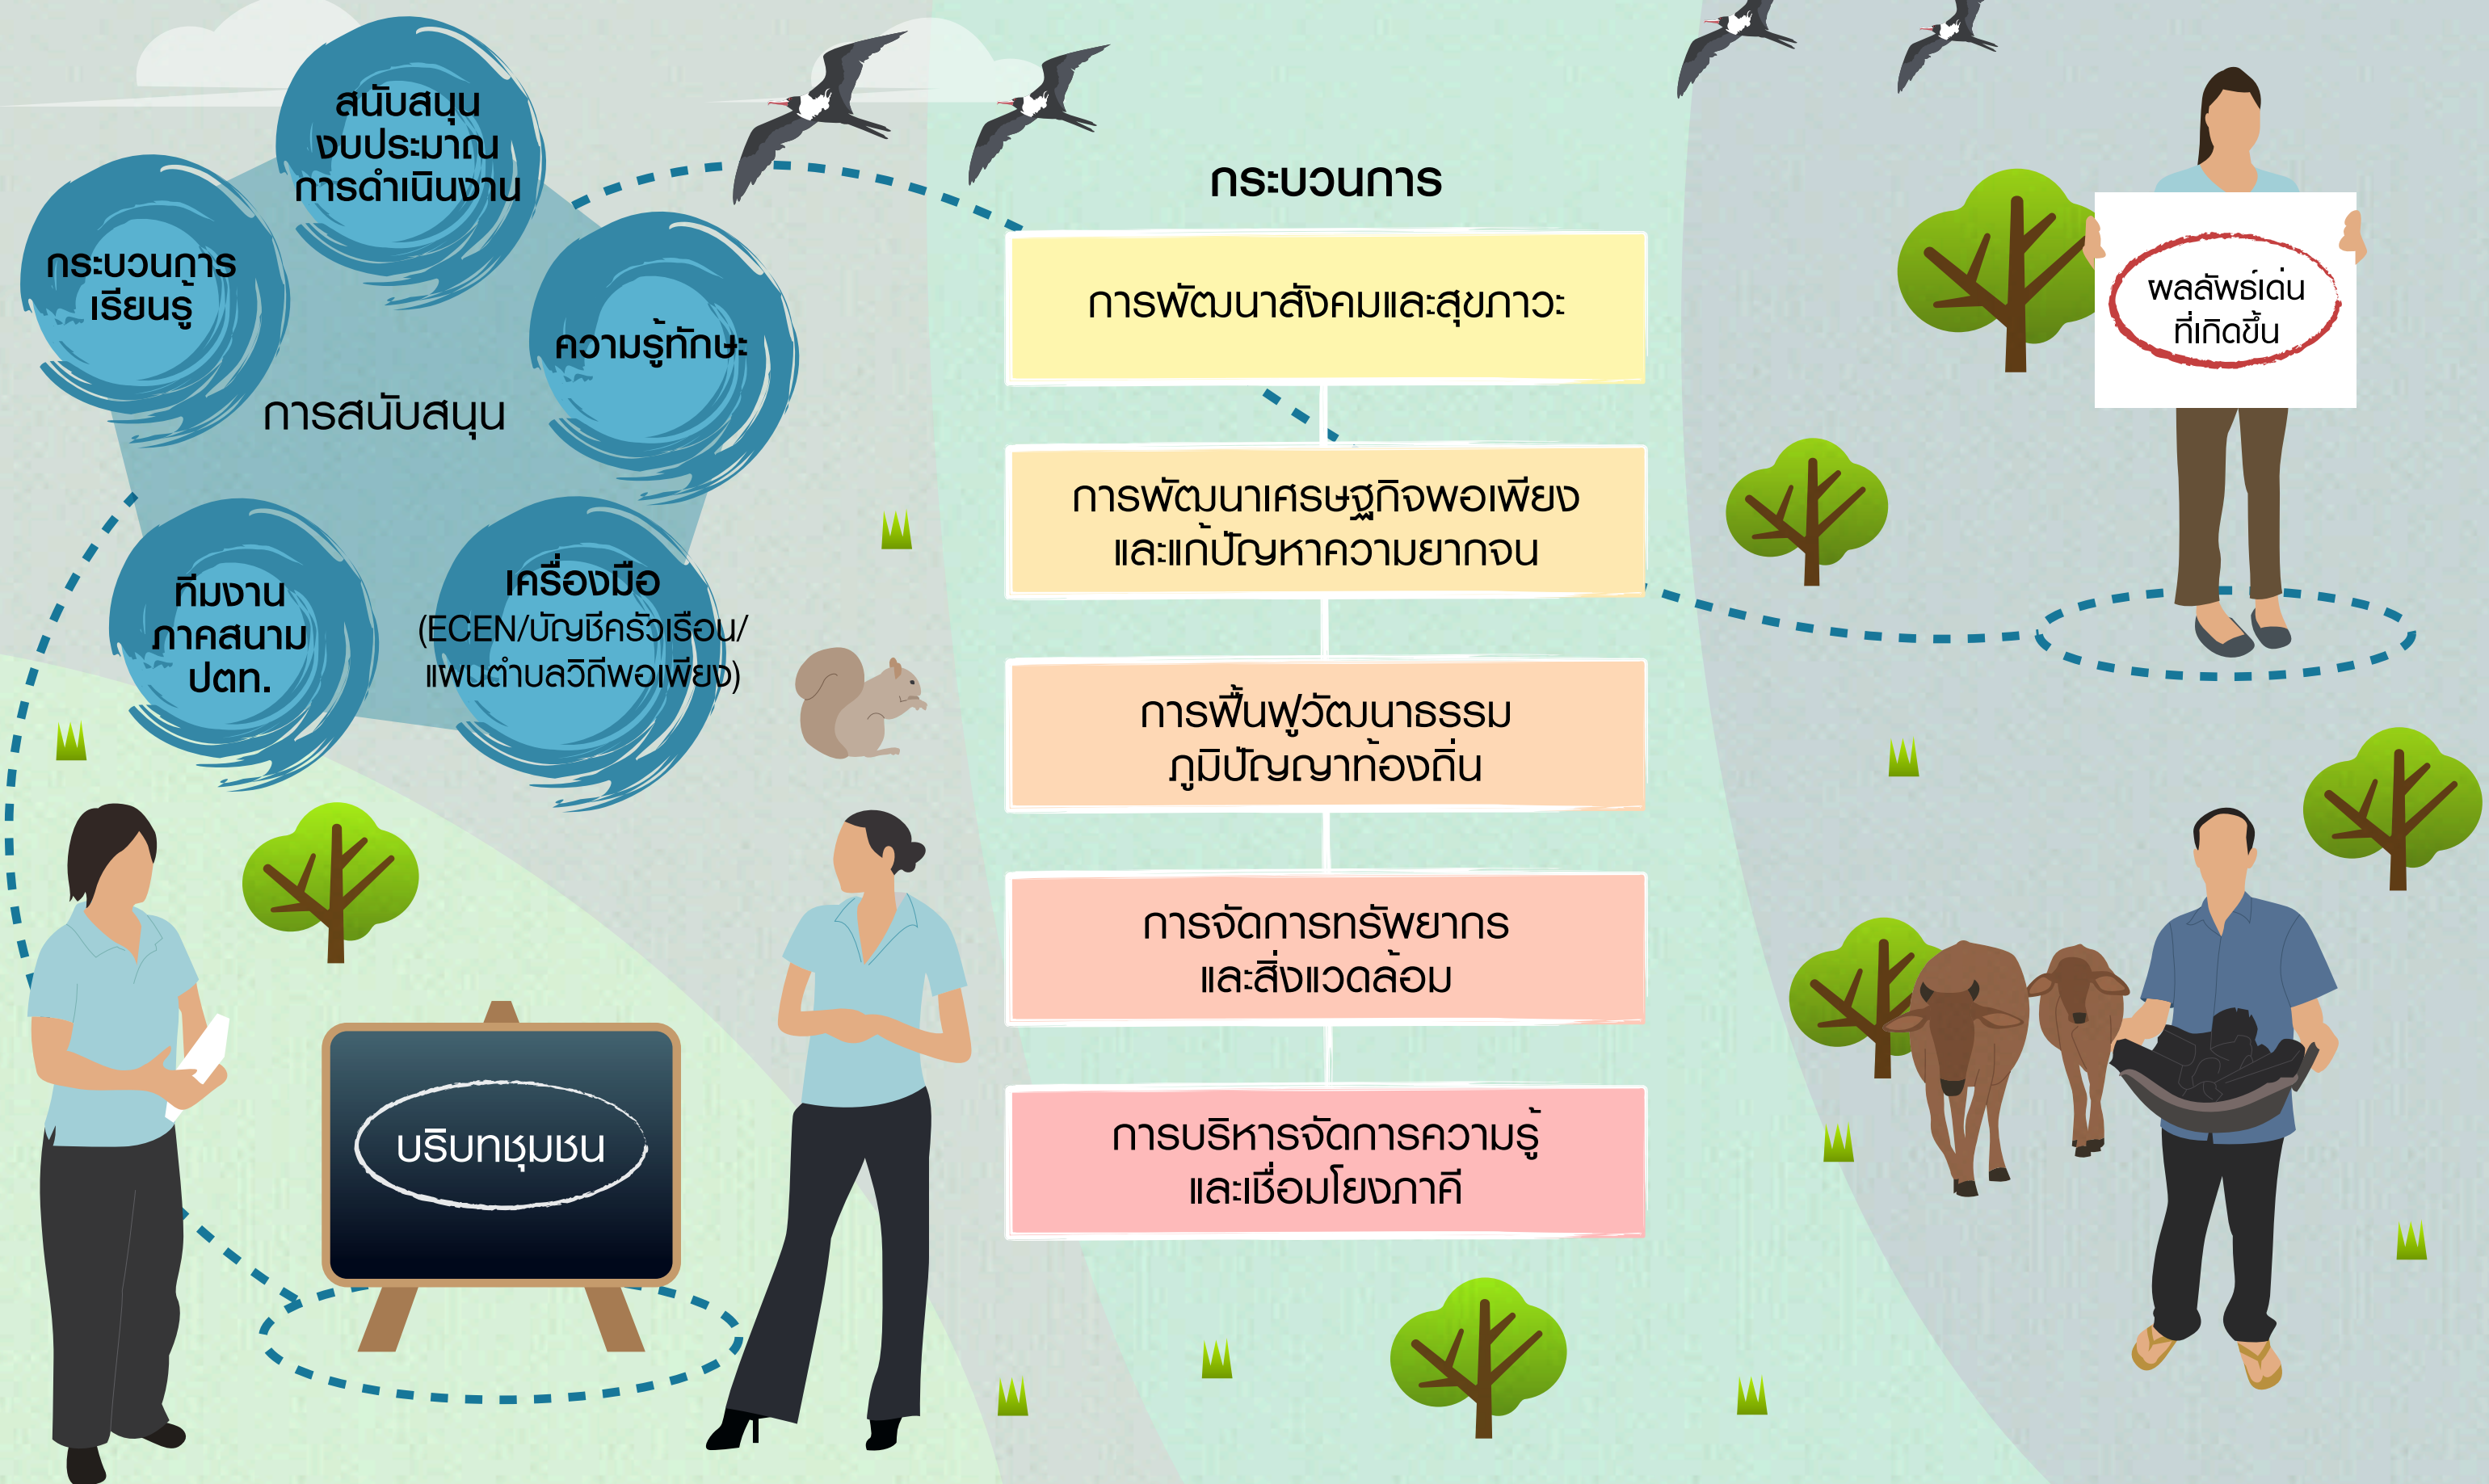 สนับสนุน
งบประมาณ
การดำเนินงาน
กระบวนการ
เรียนรู้
ความรู้ทักษะ
การสนับสนุน
ทีมงาน
ภาคสนาม
ปตท.
เครื่องมือ
(ECEN/บัญชีครัวเรือน/
แผนตำบลวิถีพอเพียง)
บริบทชุมชน
กระบวนการ
การพัฒนาสังคมและสุขภาวะ
การพัฒนาเศรษฐกิจพอเพียง
และแก้ปัญหาความยากจน
การฟื้นฟูวัฒนาธรรม
ภูมิปัญญาท้องถิ่น
การจัดการทรัพยากร
และสิ่งแวดล้อม
การบริหารจัดการความรู้
และเชื่อมโยงภาคี
ผลลัพธ์เด่น
ที่เกิดขึ้น